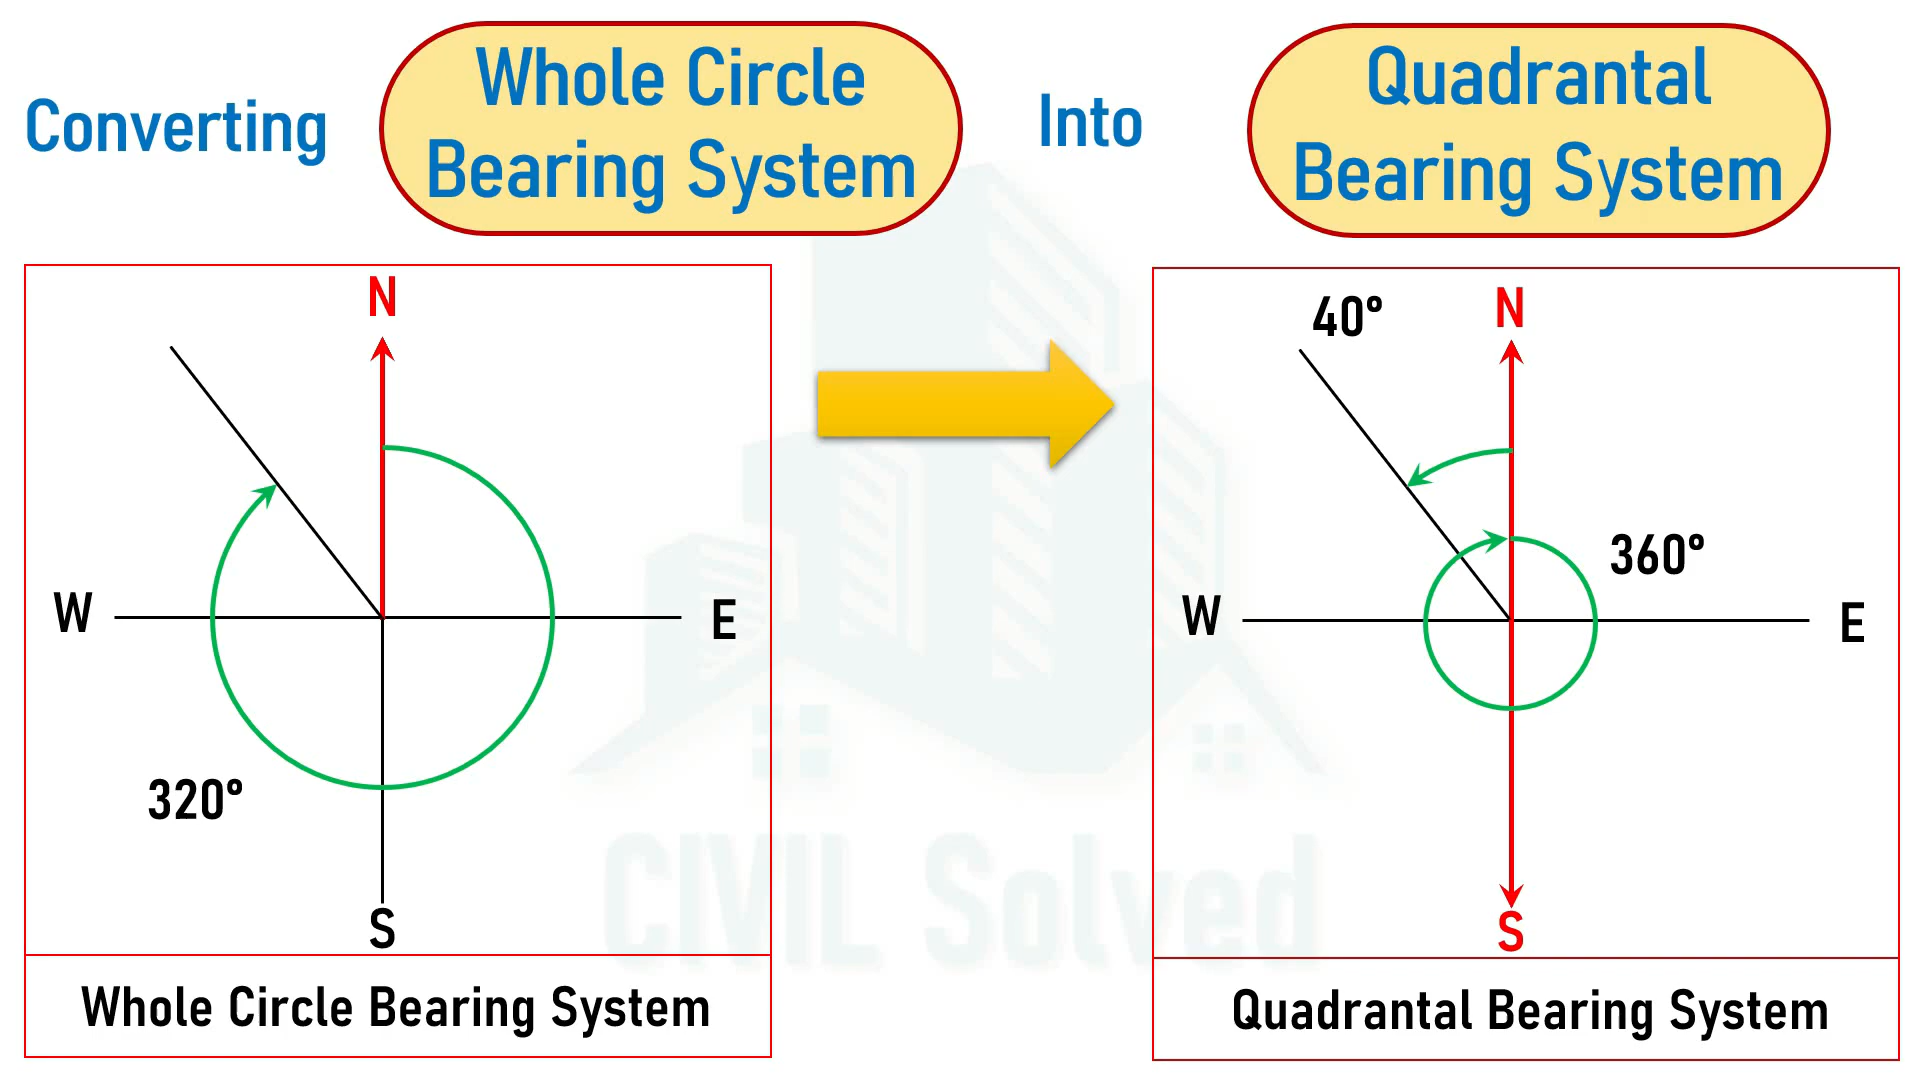 Converting
Whole Circle
Bearing System
Into
Quadrantal
Bearing System
N
W
E
320°
S
Whole Circle Bearing System
40°
N
360°
W
E
S
Quadrantal Bearing System
CIVIL Solved